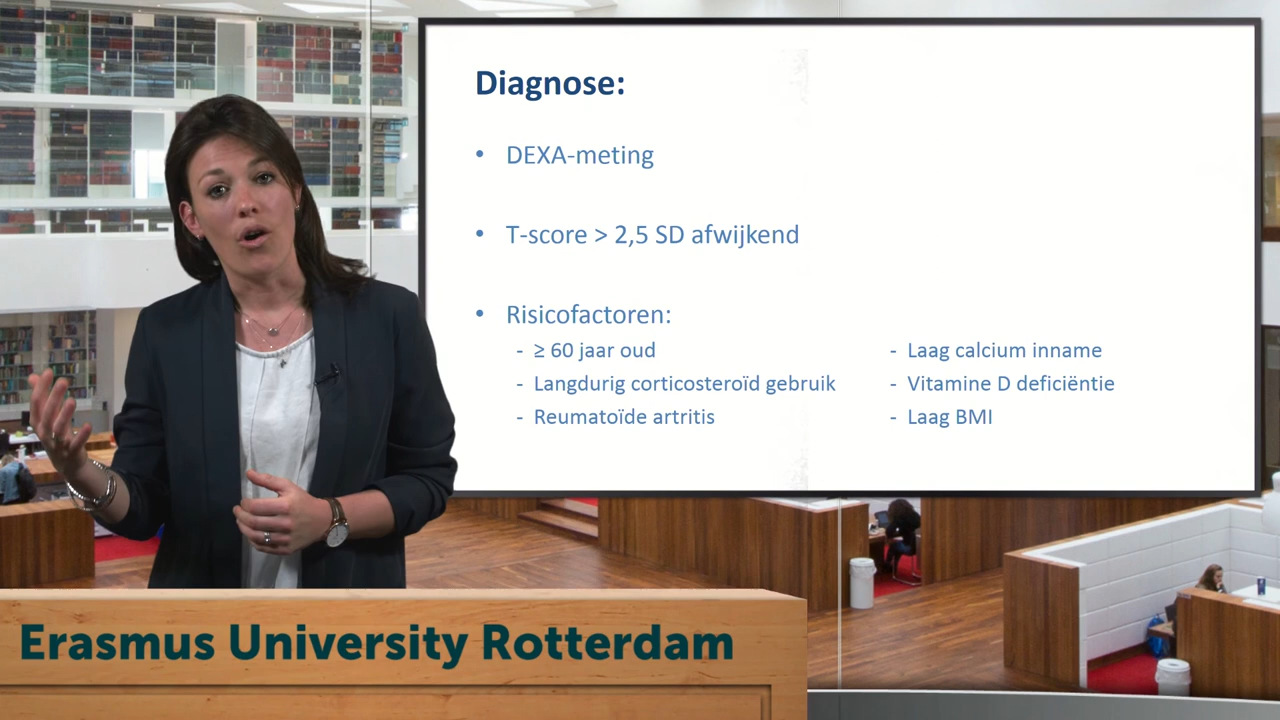 Diagnose:
• DEXA-meting
• T-score > 2,5 SD afwijkend
• Risicofactoren:
- ≥ 60 jaar oud
- Langdurig corticosteroïd gebruik
- Reumatoïde artritis
- Laag calcium inname
- Vitamine D deficiëntie
- Laag BMI
Erasmus University Rotterdam